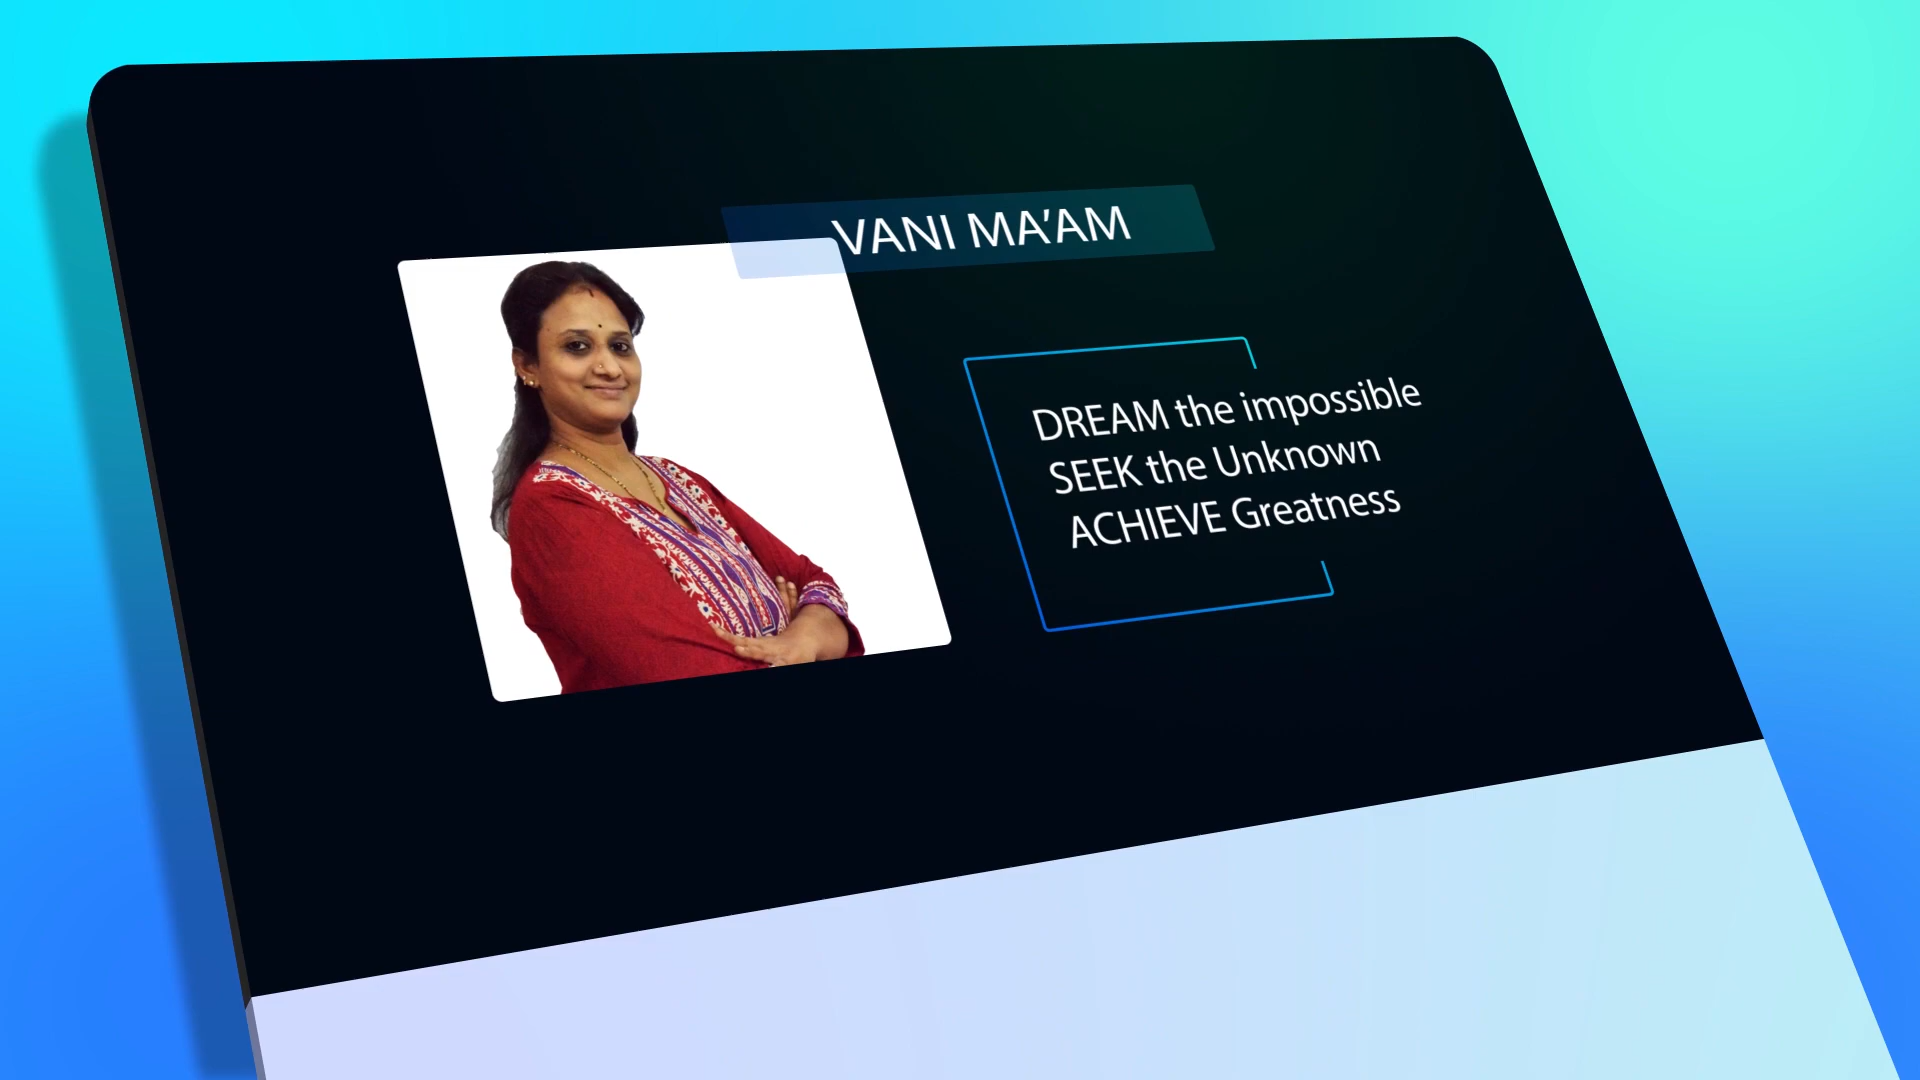 VANI MA’AM
DREAM the impossible
SEEK the Unknown
ACHIEVE Greatness